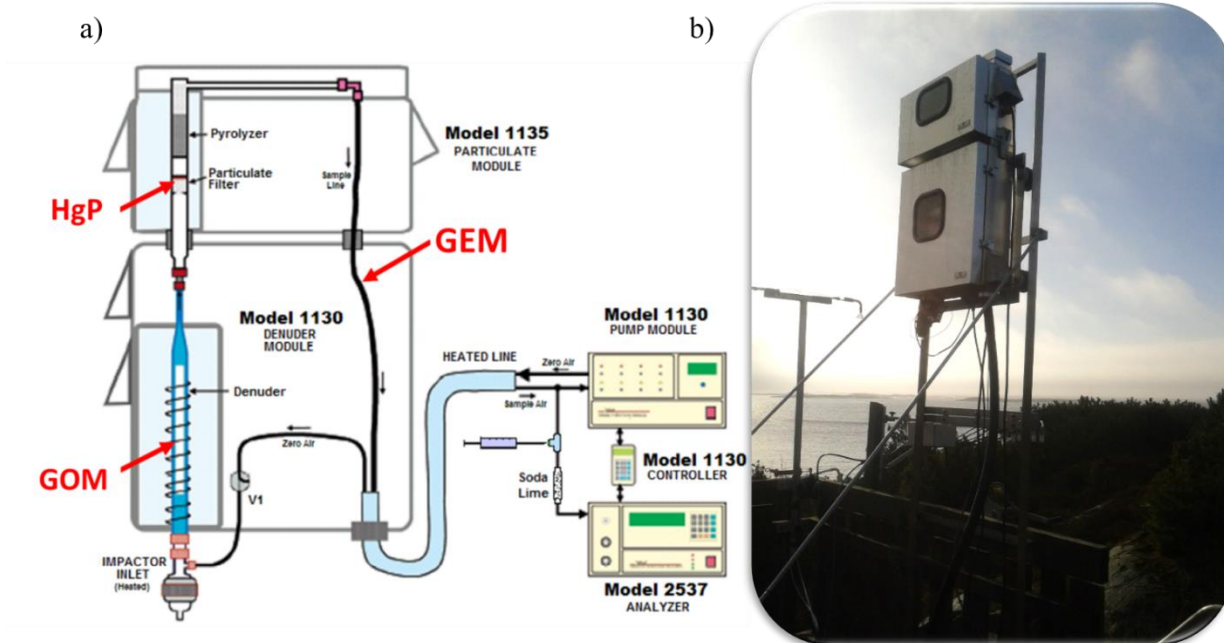 a)
b)
Pyrolyzer
Model 1135
PARTICULATE
MODULE
Particulate
Filter
Sample
Line
HgP
GEM
Model 1130
DENUDER
MODULE
Model 1130
PUMP MODULE
HEATED LINE
Zero Air
Sample Air
Denuder
Zero Air
GOM
V1
Soda
Lime
Model 1130
CONTROLLER
IMPACTOR
INLET
(Heated)
Model 2537
ANALYZER